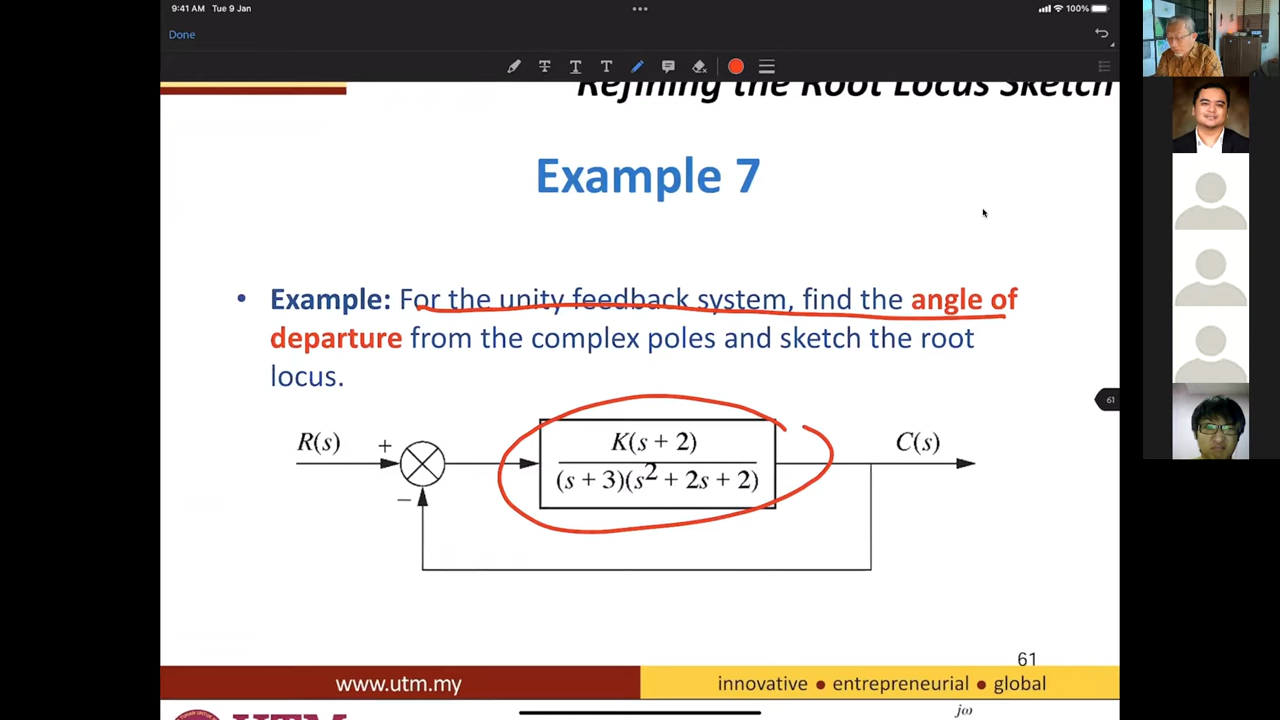 9:41 AM Tue 9 Jan
100%
Done
Refining the Root Locus Sketch
Example 7
• Example: For the unity feedback system, find the angle of
departure from the complex poles and sketch the root
locus.
R(s) + K(s + 2) C(s)
(s + 3)(s² + 2s + 2)
−
61
61
www.utm.my innovative • entrepreneurial • global
UTM
jω